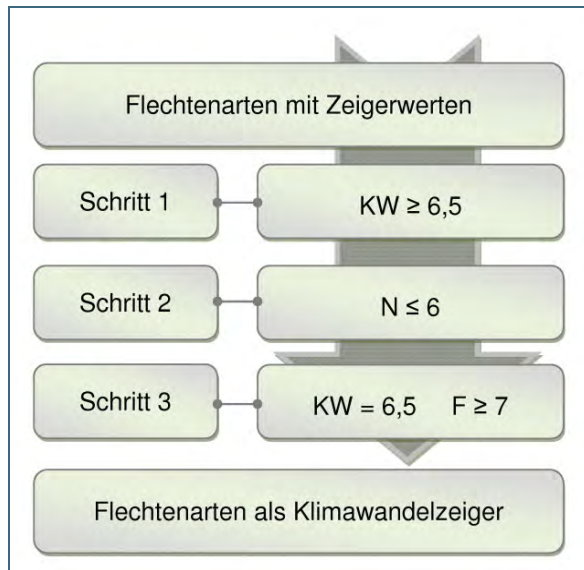 Flechtenarten mit Zeigerwerten
Schritt 1
KW ≥ 6,5
Schritt 2
N ≤ 6
Schritt 3
KW = 6,5 F ≥ 7
Flechtenarten als Klimawandelzeiger